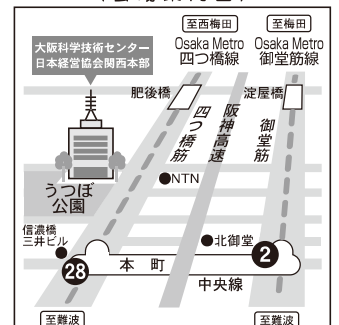 至西梅田
至梅田
Osaka Metro
四つ橋線
Osaka Metro
御堂筋線
大阪科学技術センター
日本経営協会関西本部
肥後橋
淀屋橋
四つ橋筋
阪神高速
御堂筋
NTN
うつぼ
公園
信濃橋
三井ビル
北御堂
28
2
本町
中央線
至難波
至難波